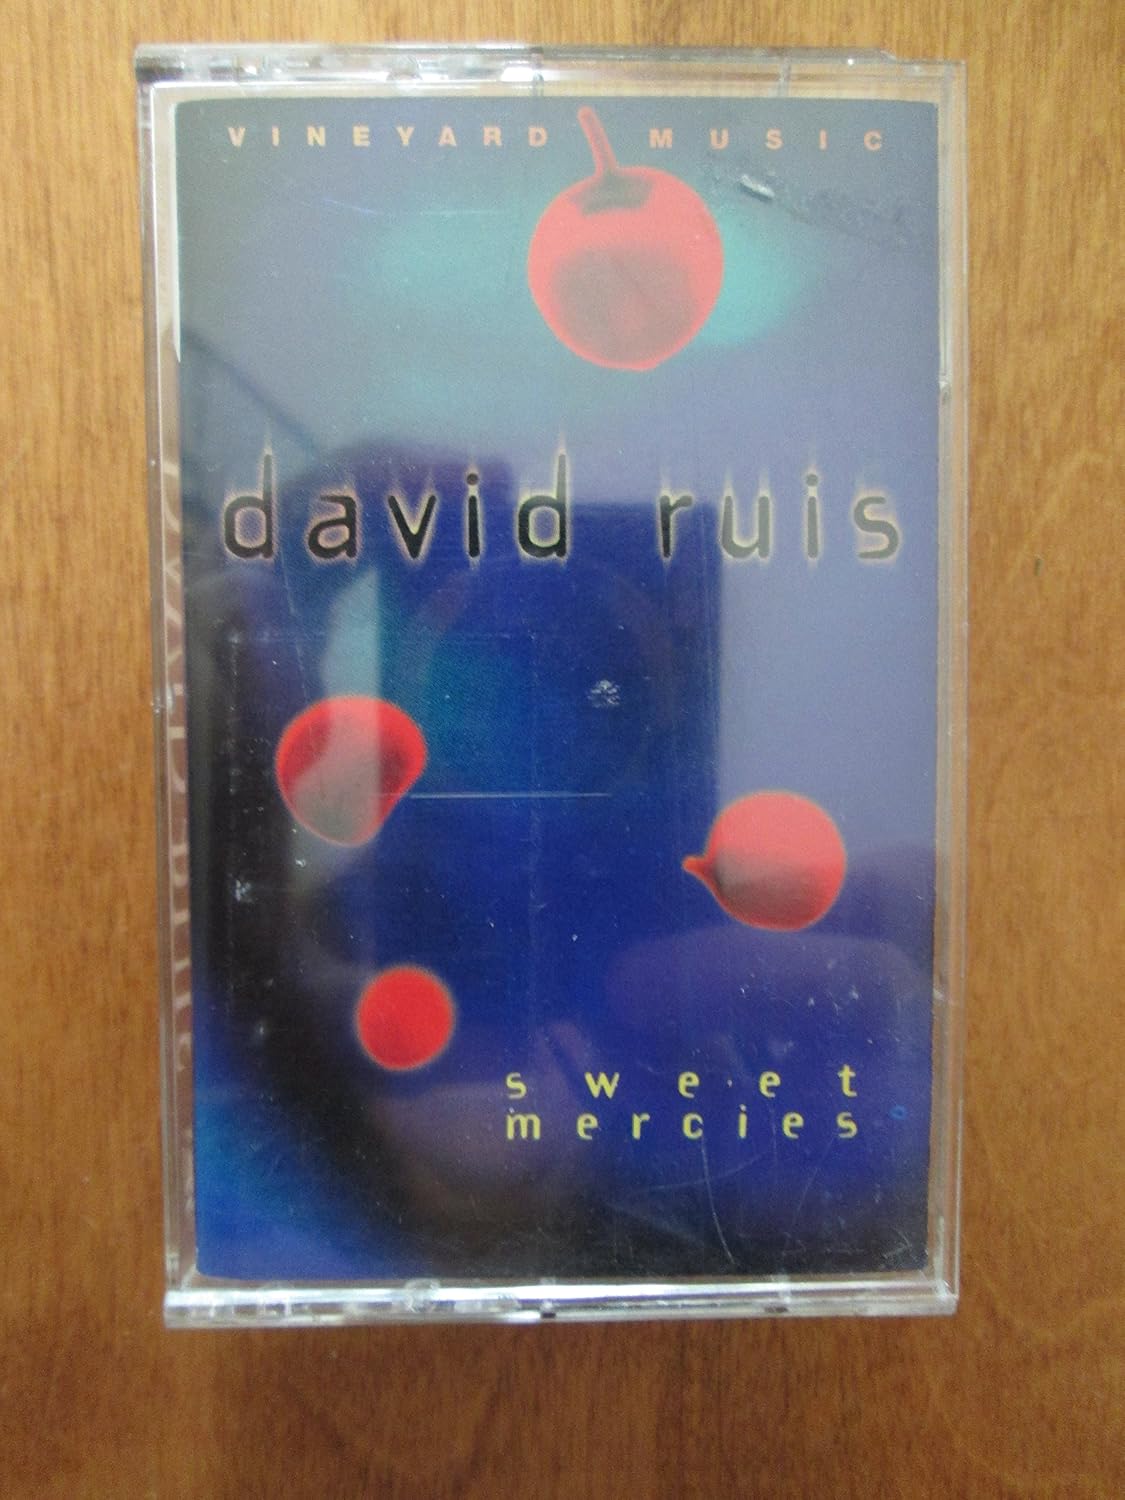 VINEYARD MUSIC
david ruis
sweet
mercies